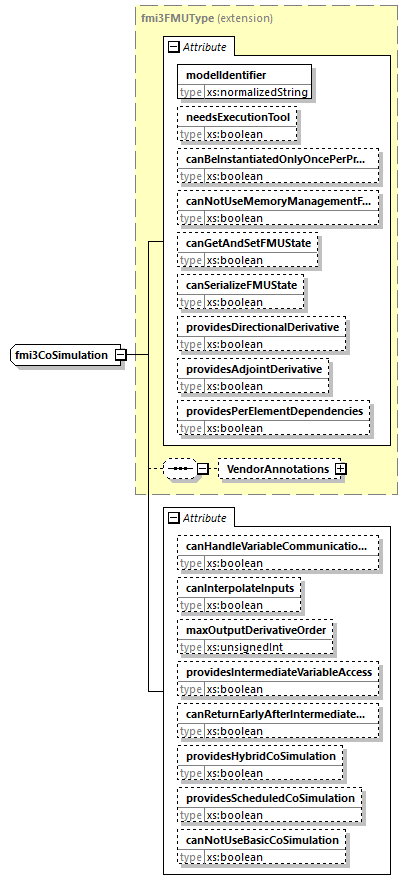 fmi3FMUType (extension)
Attribute
modelIdentifier
type xs:normalizedString
needsExecutionTool
type xs:boolean
canBeInstantiatedOnlyOncePerPr...
type xs:boolean
canNotUseMemoryManagementF...
type xs:boolean
canGetAndSetFMUState
type xs:boolean
canSerializeFMUState
type xs:boolean
providesDirectionalDerivative
type xs:boolean
providesAdjointDerivative
type xs:boolean
providesPerElementDependencies
type xs:boolean
fmi3CoSimulation
VendorAnnotations
Attribute
canHandleVariableCommunicatio...
type xs:boolean
canInterpolateInputs
type xs:boolean
maxOutputDerivativeOrder
type xs:unsignedInt
providesIntermediateVariableAccess
type xs:boolean
canReturnEarlyAfterIntermediate...
type xs:boolean
providesHybridCoSimulation
type xs:boolean
providesScheduledCoSimulation
type xs:boolean
canNotUseBasicCoSimulation
type xs:boolean